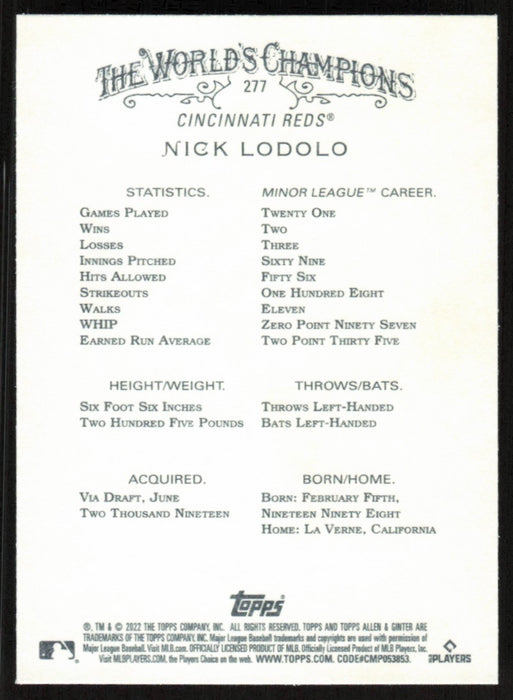 THE WORLD'S CHAMPIONS
277
CINCINNATI REDS®
NICK LODOLO
STATISTICS. MINOR LEAGUE™ CAREER.
GAMES PLAYED TWENTY ONE
WINS TWO
LOSSES THREE
INNINGS PITCHED SIXTY NINE
HITS ALLOWED FIFTY SIX
STRIKEOUTS ONE HUNDRED EIGHT
WALKS ELEVEN
WHIP ZERO POINT NINETY SEVEN
EARNED RUN AVERAGE TWO POINT THIRTY FIVE
HEIGHT/WEIGHT. THROWS/BATS.
SIX FOOT SIX INCHES THROWS LEFT-HANDED
TWO HUNDRED FIVE POUNDS BATS LEFT-HANDED
ACQUIRED. BORN/HOME.
VIA DRAFT, JUNE BORN: FEBRUARY FIFTH,
TWO THOUSAND NINETEEN NINETEEN NINETY EIGHT
HOME: LA VERNE, CALIFORNIA
topps
®, TM & © 2022 THE TOPPS COMPANY, INC. ALL RIGHTS RESERVED. TOPPS AND TOPPS ALLEN & GINTER ARE
TRADEMARKS OF THE TOPPS COMPANY, INC. Major League Baseball trademarks and copyrights are used with permission of
Major League Baseball. Visit MLB.com. OFFICIALLY LICENSED PRODUCT OF MLB. Officially Licensed Product of MLB Players, Inc.
Visit MLBPLAYERS.COM, the Players Choice on the web. WWW.TOPPS.COM. CODE#CMP053853.
PLAYERS